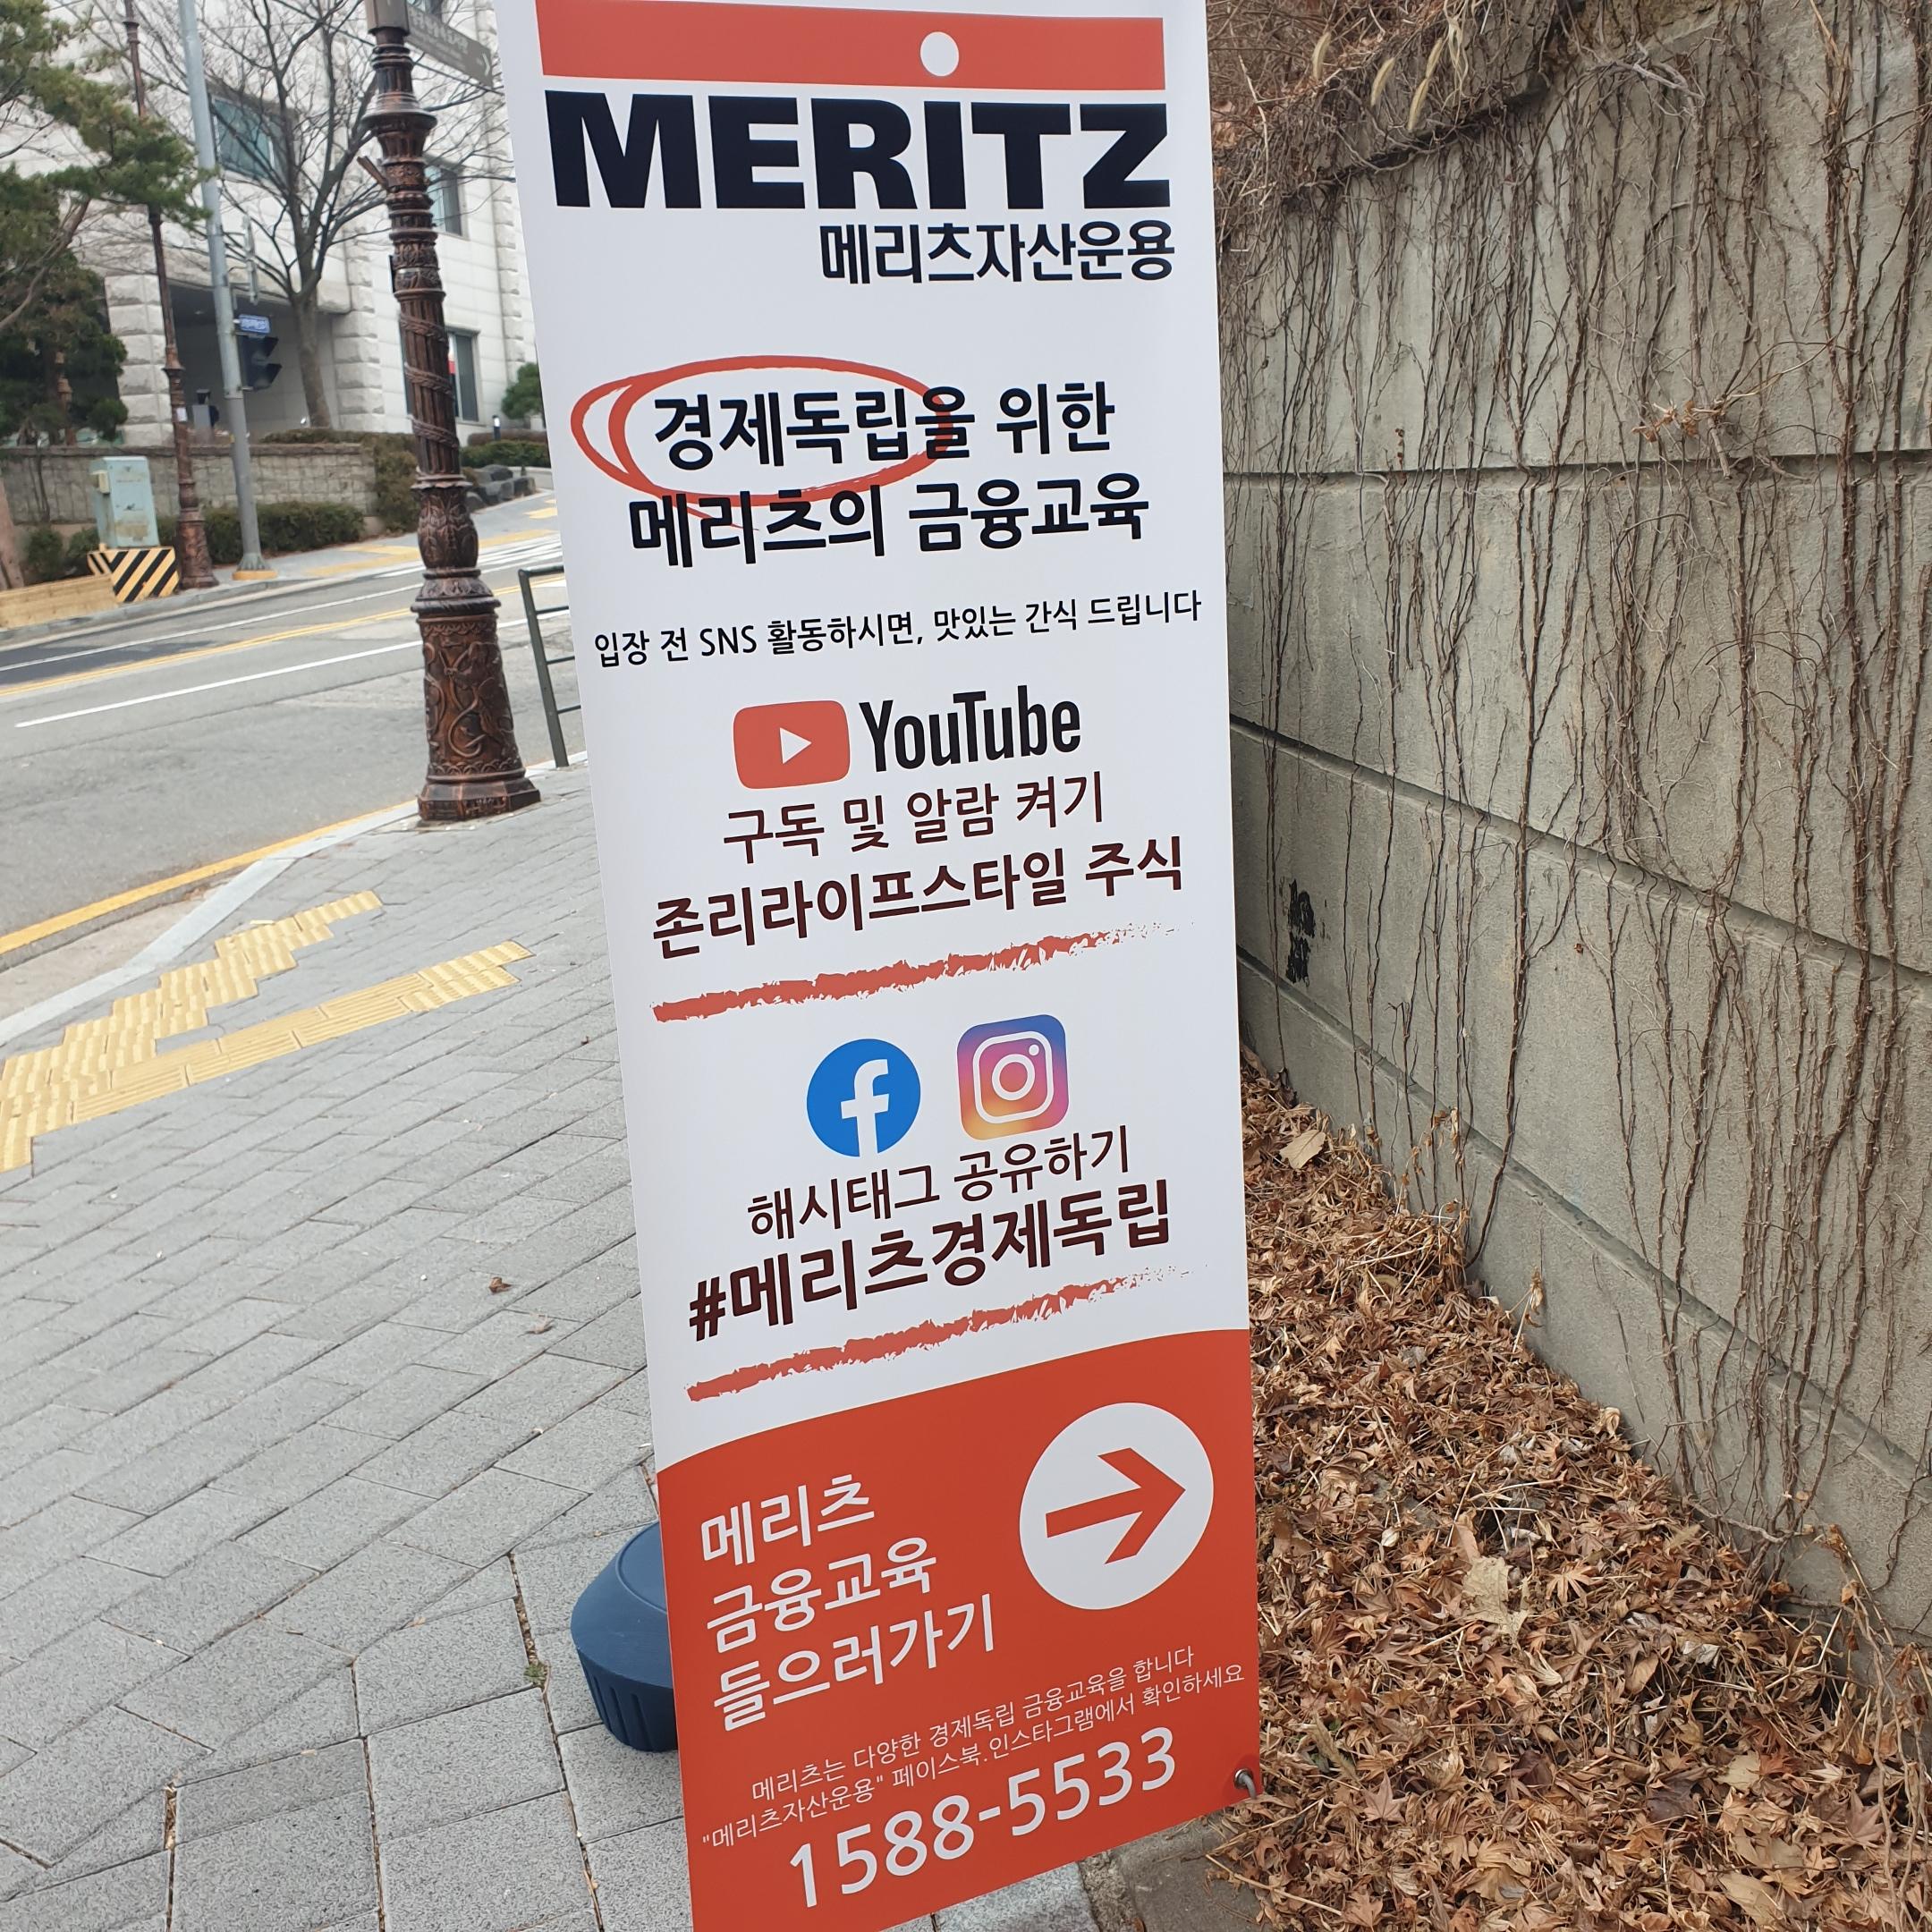 MERITZ
메리츠자산운용
경제독립을 위한
메리츠의 금융교육
입장 전 SNS 활동하시면, 맛있는 간식 드립니다
YouTube
구독 및 알람 켜기
존리라이프스타일 주식
해시태그 공유하기
#메리츠경제독립
메리츠
금융교육
들으러가기
메리츠는 다양한 경제독립 금융교육을 합니다
"메리츠자산운용" 페이스북.인스타그램에서 확인하세요
1588-5533